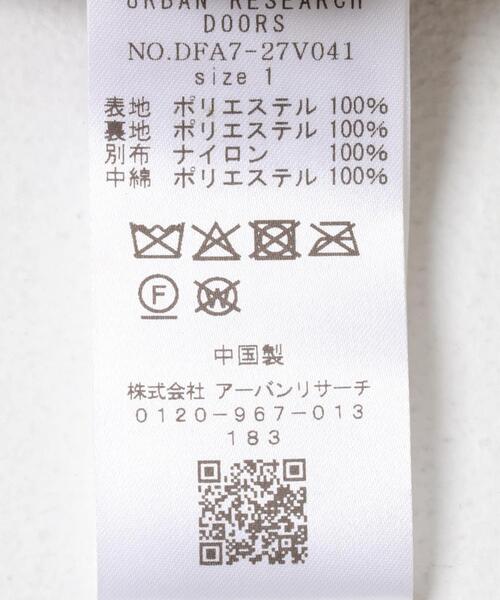 URBAN RESEARCH
DOORS
NO.DFA7-27V041
size 1
表地 ポリエステル 100%
裏地 ポリエステル 100%
別布 ナイロン 100%
中綿 ポリエステル 100%
F
W
中国製
株式会社 アーバンリサーチ
0120-967-013
183